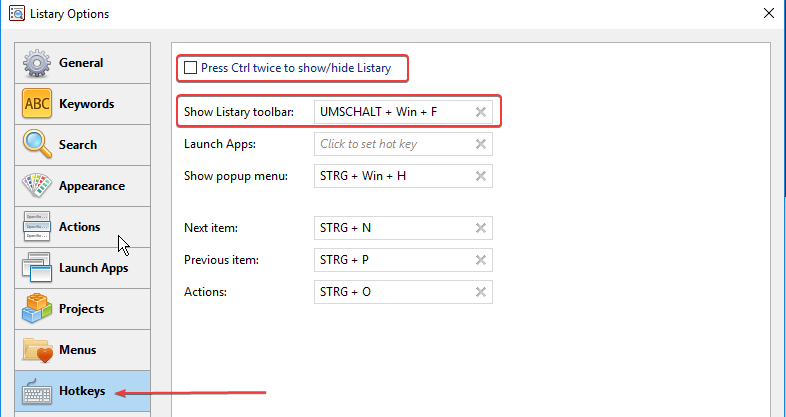 Listary Options
General
Keywords
Search
Appearance
Actions
Launch Apps
Projects
Menus
Hotkeys
Press Ctrl twice to show/hide Listary
Show Listary toolbar: UMSCHALT + Win + F
Launch Apps: Click to set hot key
Show popup menu: STRG + Win + H
Next item: STRG + N
Previous item: STRG + P
Actions: STRG + O
ABC